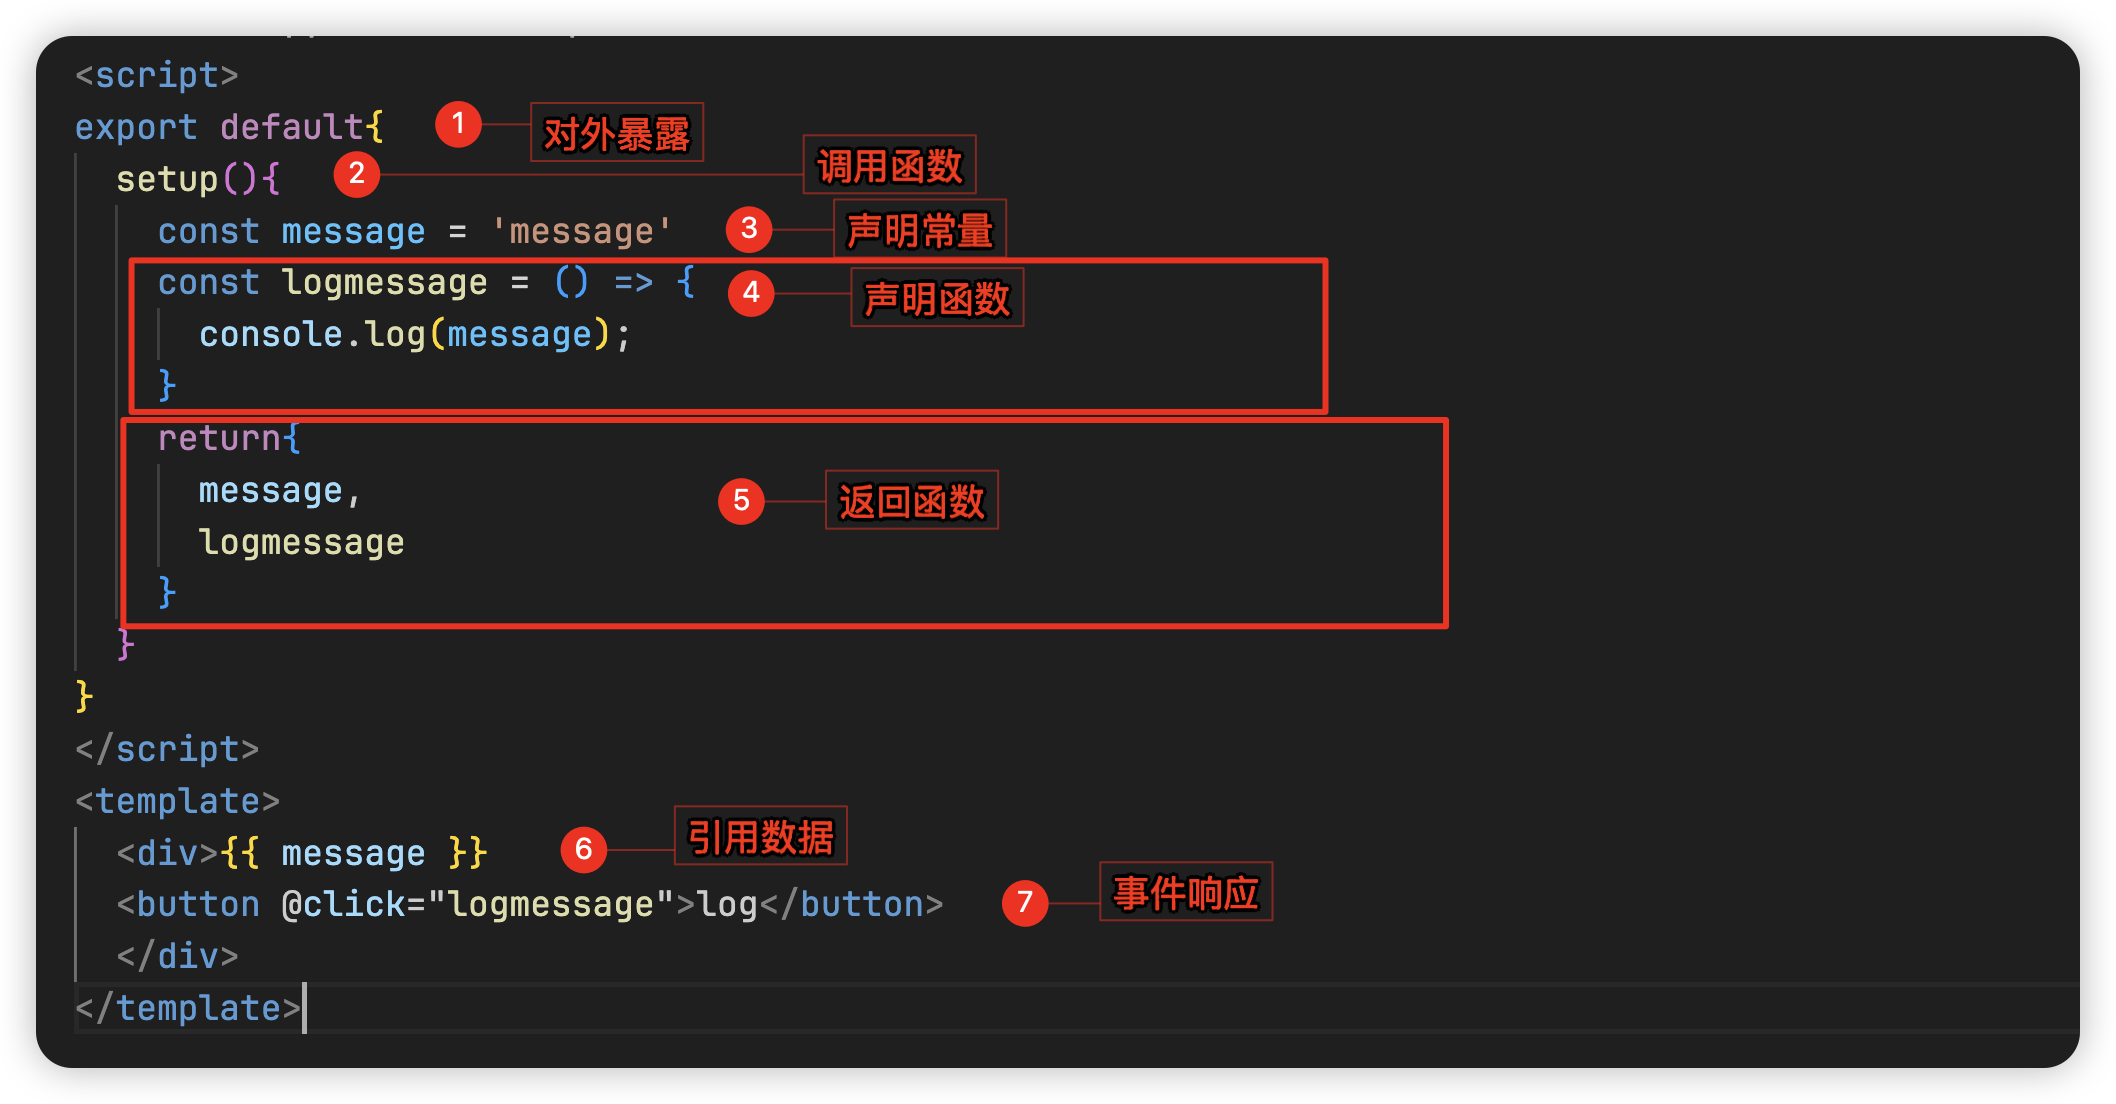 <script>
export default{ 1 对外暴露
setup(){ 2 调用函数
const message = 'message' 3 声明常量
const logmessage = () => { 4 声明函数
console.log(message);
}
return{
message, 5 返回函数
logmessage
}
}
}
</script>
<template>
<div>{{ message }} 6 引用数据
<button @click="logmessage">log</button> 7 事件响应
</div>
</template>